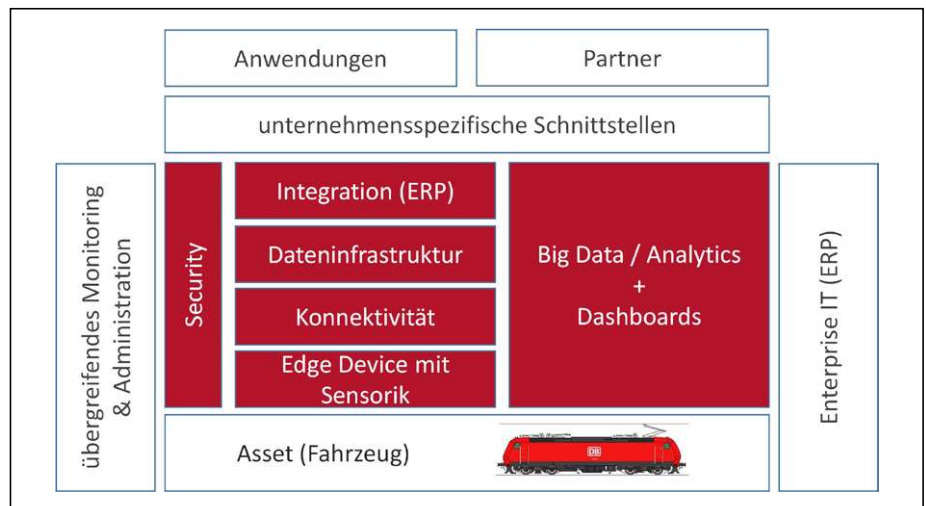 Anwendungen
Partner
unternehmensspezifische Schnittstellen
übergreifendes Monitoring
& Administration
Security
Integration (ERP)
Dateninfrastruktur
Konnektivität
Edge Device mit
Sensorik
Big Data / Analytics
+
Dashboards
Enterprise IT (ERP)
Asset (Fahrzeug)
DB